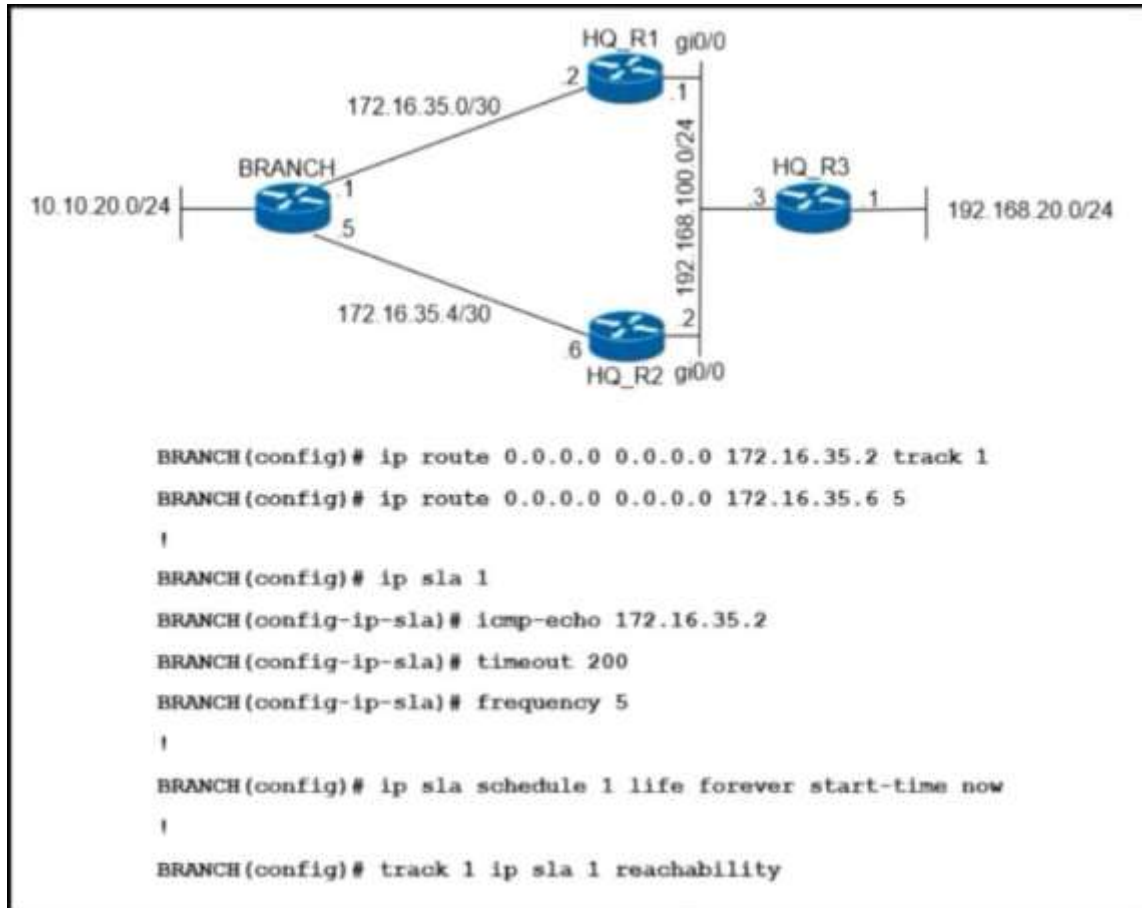 HQ_R1 gi0/0
.2
.1
172.16.35.0/30
BRANCH
.1
10.10.20.0/24
.5
192.168.100.0/24
HQ_R3
.3
.1
192.168.20.0/24
172.16.35.4/30
.2
.6
HQ_R2 gi0/0
BRANCH(config)# ip route 0.0.0.0 0.0.0.0 172.16.35.2 track 1
BRANCH(config)# ip route 0.0.0.0 0.0.0.0 172.16.35.6 5
!
BRANCH(config)# ip sla 1
BRANCH(config-ip-sla)# icmp-echo 172.16.35.2
BRANCH(config-ip-sla)# timeout 200
BRANCH(config-ip-sla)# frequency 5
!
BRANCH(config)# ip sla schedule 1 life forever start-time now
!
BRANCH(config)# track 1 ip sla 1 reachability